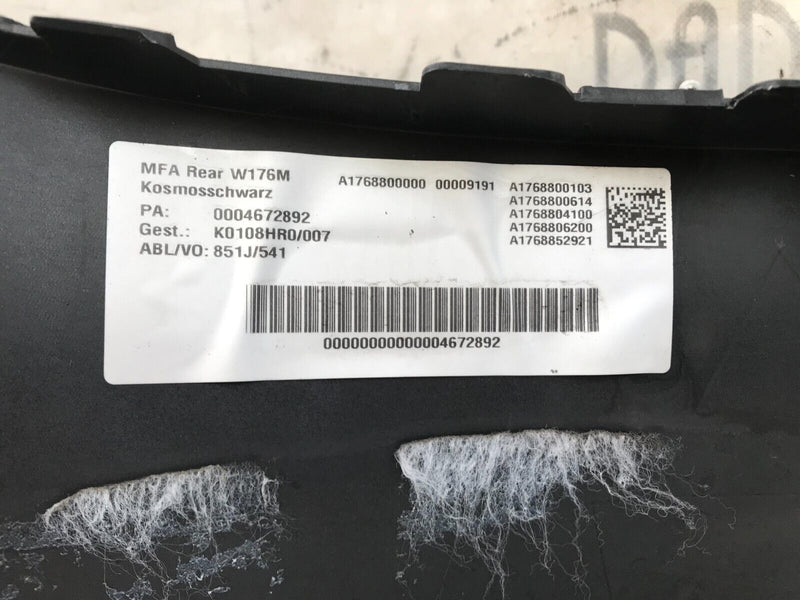 DAD
MFA Rear W176M
Kosmosschwarz
PA: 0004672892
Gest.: K0108HR0/007
ABL/VO: 851J/541
A1768800000 00009191
A1768800103
A1768800614
A1768804100
A1768806200
A1768852921
00000000000004672892